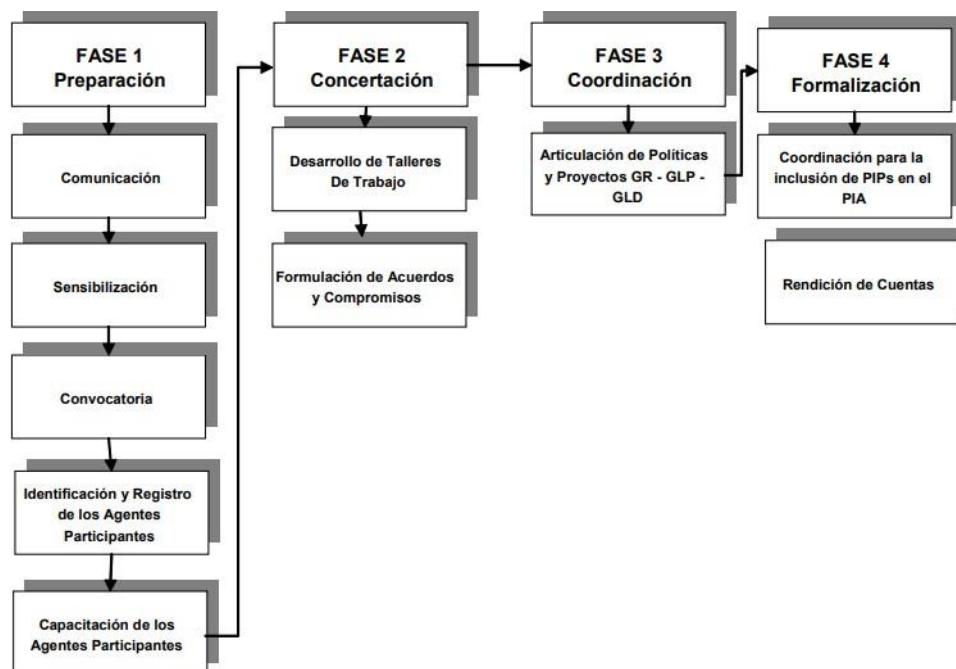 FASE 1
Preparación
Comunicación
Sensibilización
Convocatoria
Identificación y Registro
de los Agentes
Participantes
Capacitación de los
Agentes Participantes
FASE 2
Concertación
Desarrollo de Talleres
De Trabajo
Formulación de Acuerdos
y Compromisos
FASE 3
Coordinación
Articulación de Políticas
y Proyectos GR - GLP -
GLD
FASE 4
Formalización
Coordinación para la
inclusión de PIPs en el
PIA
Rendición de Cuentas